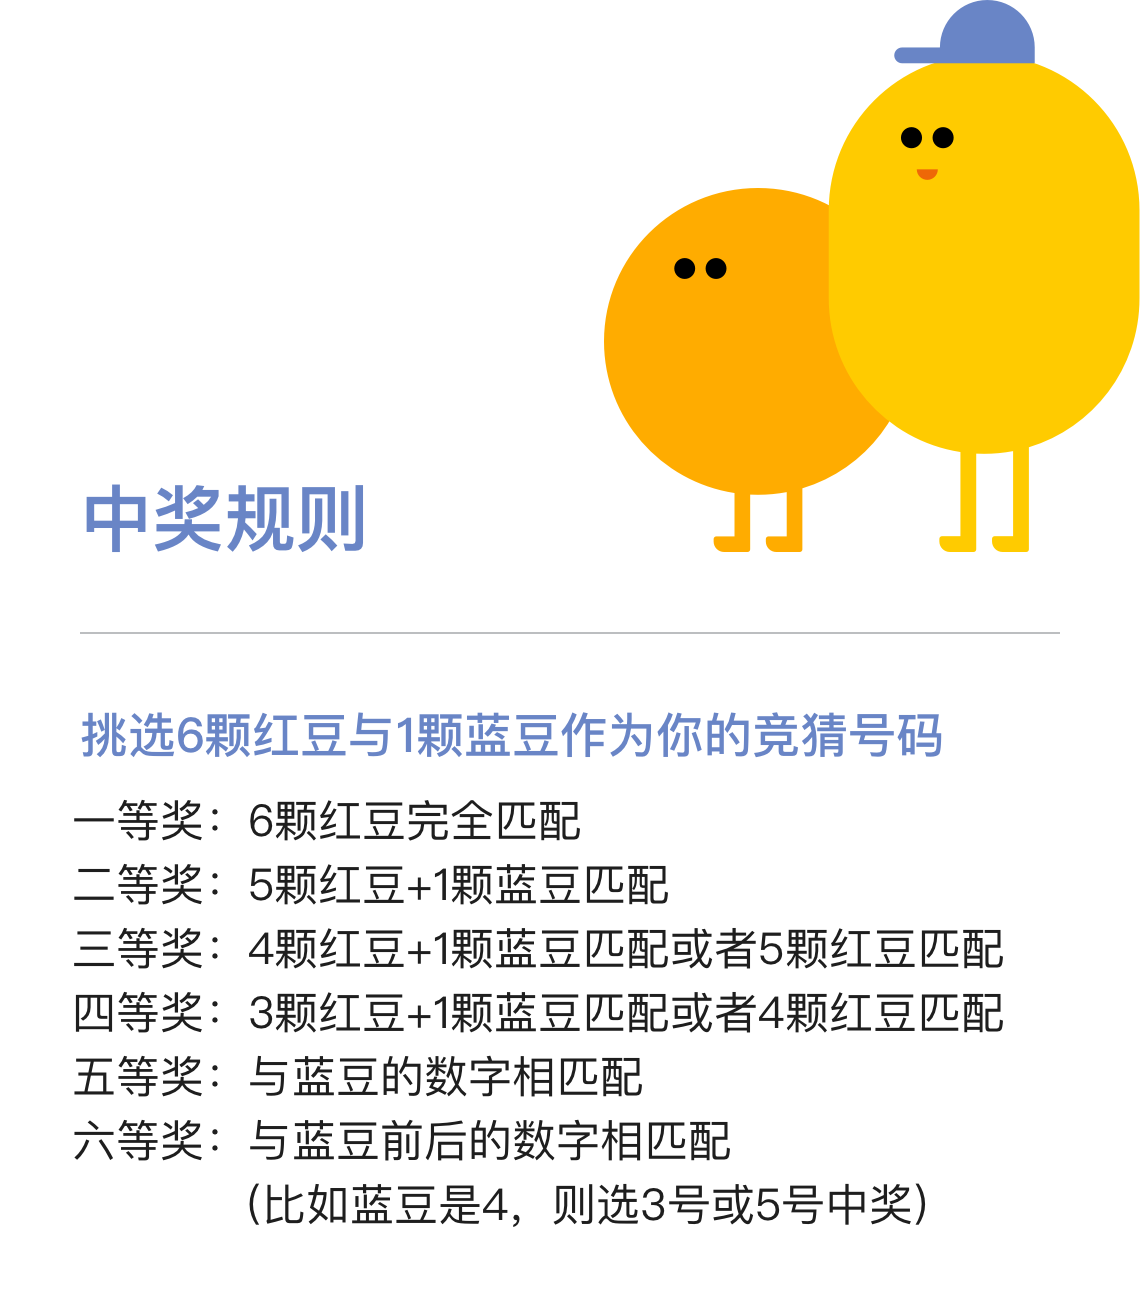 中奖规则
挑选6颗红豆与1颗蓝豆作为你的竞猜号码
一等奖：6颗红豆完全匹配
二等奖：5颗红豆+1颗蓝豆匹配
三等奖：4颗红豆+1颗蓝豆匹配或者5颗红豆匹配
四等奖：3颗红豆+1颗蓝豆匹配或者4颗红豆匹配
五等奖：与蓝豆的数字相匹配
六等奖：与蓝豆前后的数字相匹配
(比如蓝豆是4，则选3号或5号中奖)